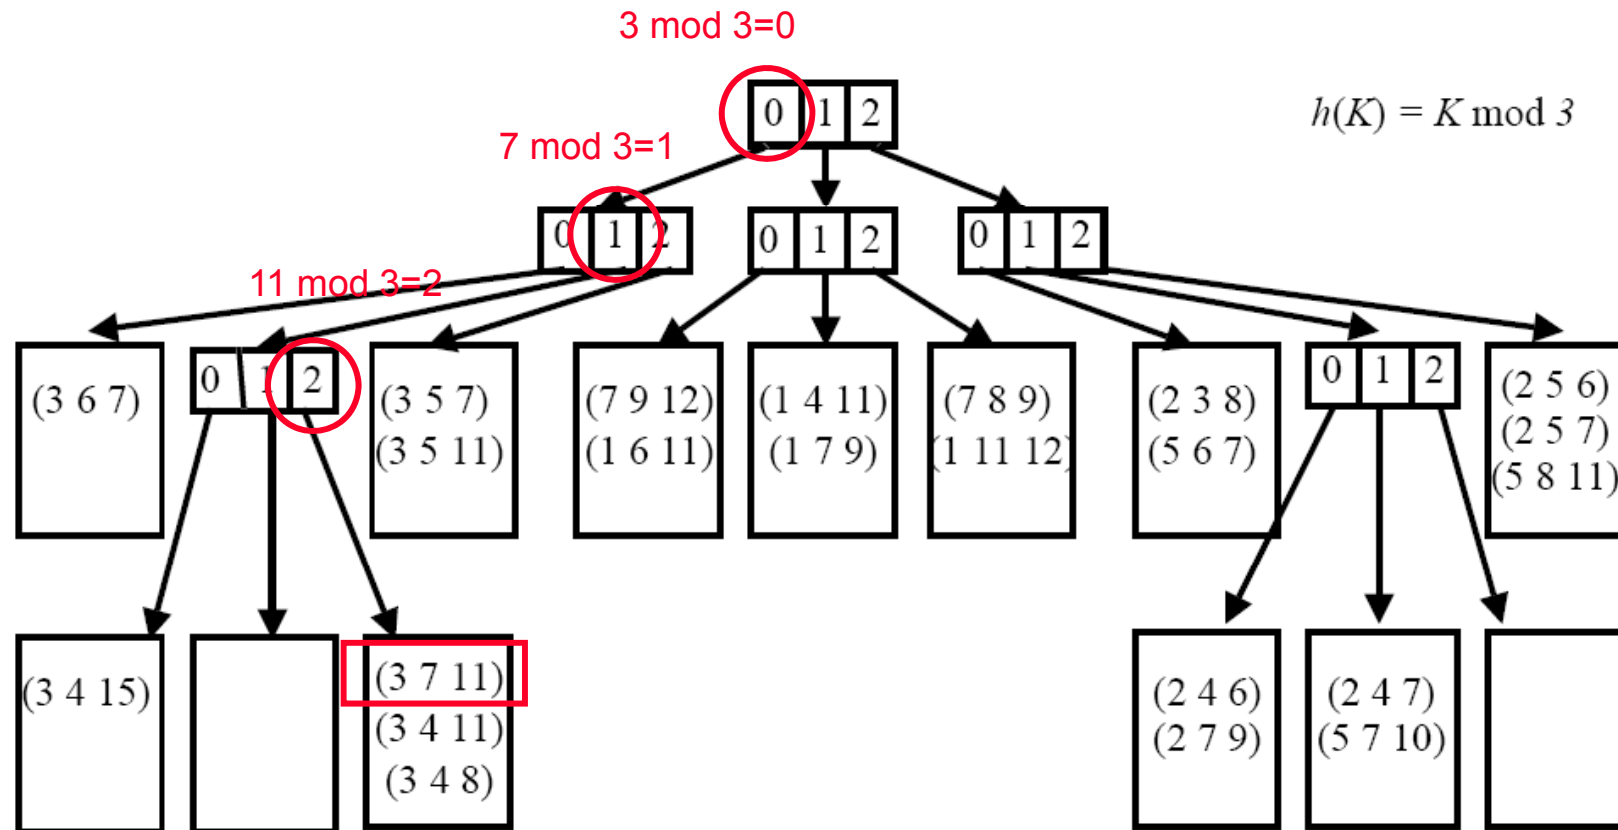 3 mod 3=0
0 1 2
h(K) = K mod 3
7 mod 3=1
0 1 2
0 1 2
0 1 2
11 mod 3=2
(3 6 7)
0 1 2
(3 5 7)
(3 5 11)
(7 9 12)
(1 6 11)
(1 4 11)
(1 7 9)
(7 8 9)
(1 11 12)
(2 3 8)
(5 6 7)
0 1 2
(2 5 6)
(2 5 7)
(5 8 11)
(3 4 15)
(3 7 11)
(3 4 11)
(3 4 8)
(2 4 6)
(2 7 9)
(2 4 7)
(5 7 10)